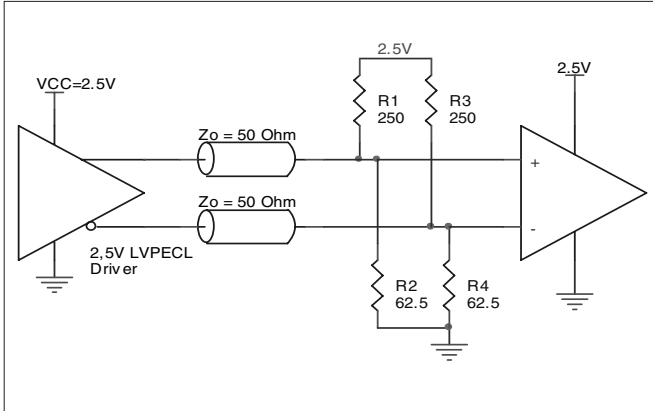 2.5V
VCC=2.5V
2.5V
R1
250
R3
250
Zo = 50 Ohm
+
Zo = 50 Ohm
-
2,5V LVPECL
Driver
R2
62.5
R4
62.5